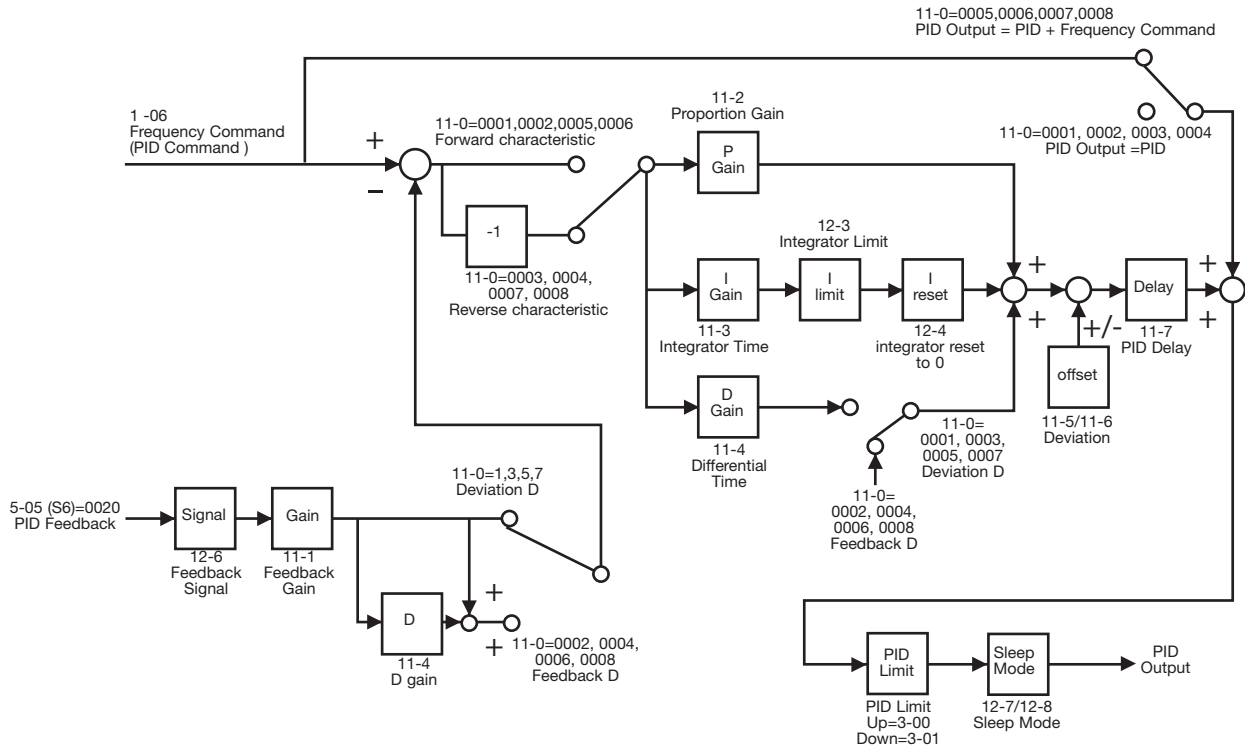 11-0=0005,0006,0007,0008
PID Output = PID + Frequency Command
1 -06
Frequency Command
(PID Command )
+
−
11-0=0001,0002,0005,0006
Forward characteristic
-1
11-0=0003, 0004,
0007, 0008
Reverse characteristic
11-2
Proportion Gain
P
Gain
11-0=0001, 0002, 0003, 0004
PID Output =PID
I
Gain
11-3
Integrator Time
12-3
Integrator Limit
I
limit
I
reset
12-4
integrator reset
to 0
+
+
+/-
offset
11-5/11-6
Deviation
Delay
11-7
PID Delay
+
+
D
Gain
11-4
Differential
Time
11-0=
0001, 0003,
0005, 0007
Deviation D
11-0=
0002, 0004,
0006, 0008
Feedback D
5-05 (S6)=0020
PID Feedback
Signal
12-6
Feedback
Signal
Gain
11-1
Feedback
Gain
11-0=1,3,5,7
Deviation D
D
11-4
D gain
+
+
11-0=0002, 0004,
0006, 0008
Feedback D
PID
Limit
PID Limit
Up=3-00
Down=3-01
Sleep
Mode
12-7/12-8
Sleep Mode
PID
Output